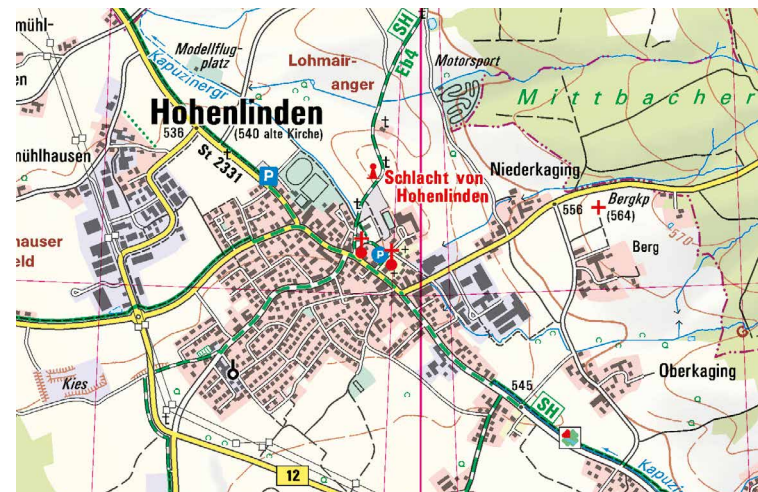 mühl-
Modellflug-
platz
Kapuzinergr
Lohmair-
anger
SH
Eb4
Motorsport
Mittbacher
Hohenlinden
536
(540 alte Kirche)
St 2331
mühlhausen
P
Schlacht von
Hohenlinden
Niederkaging
556
Bergkp
(564)
570
Berg
hauser
eld
P
Kies
545
Oberkaging
SH
Kapuzi
12